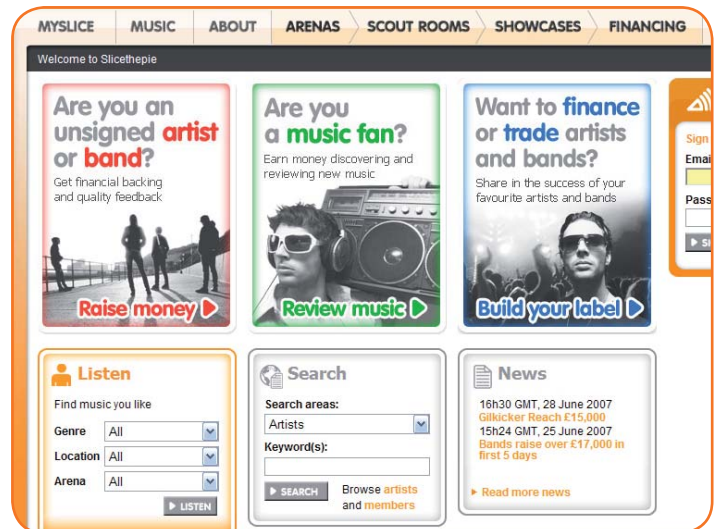 MYSLICE MUSIC ABOUT ARENAS SCOUT ROOMS SHOWCASES FINANCING
Welcome to Slicethepie
Are you an
unsigned artist
or band?
Get financial backing
and quality feedback
Raise money
Are you
a music fan?
Earn money discovering and
reviewing new music
Review music
Want to finance
or trade artists
and bands?
Share in the success of your
favourite artists and bands
Build your label
Sign
Listen
Find music you like
Genre All
Location All
Arena All
LISTEN
Search
Search areas:
Artists
Keyword(s):
SEARCH
Browse artists
and members
News
16h30 GMT, 28 June 2007
Gilkicker Reach £15,000
15h24 GMT, 25 June 2007
Bands raise over £17,000 in
first 5 days
Read more news